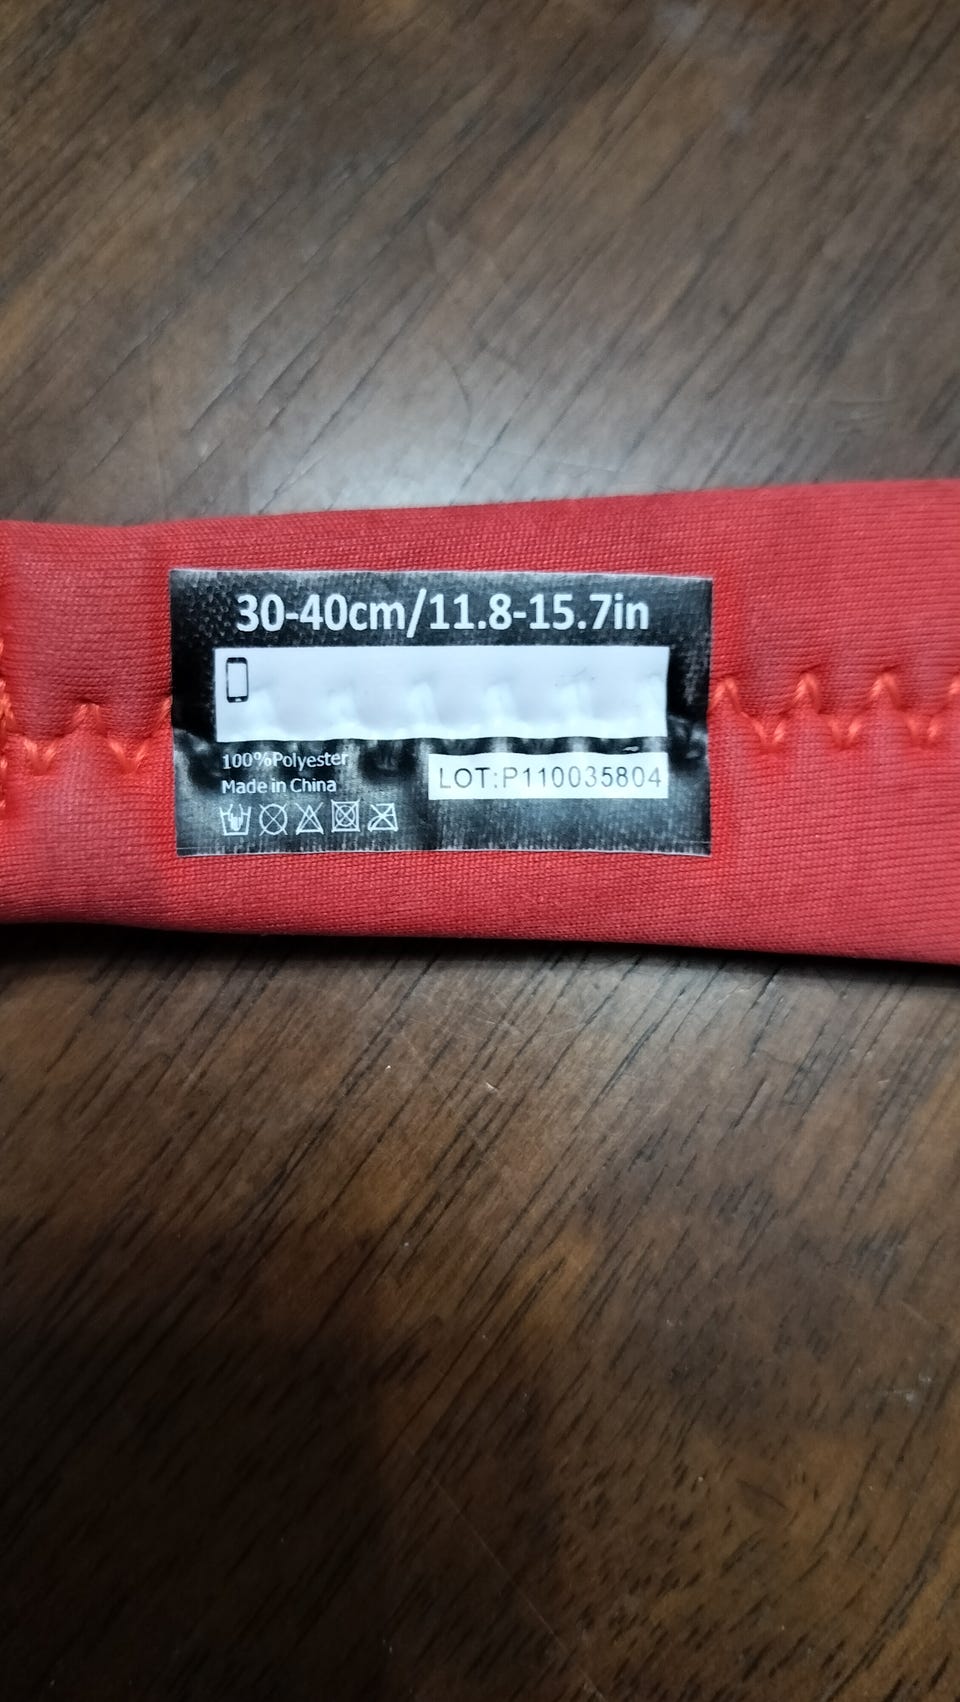 30-40cm/11.8-15.7in
100%Polyester
Made in China
LOT:P110035804